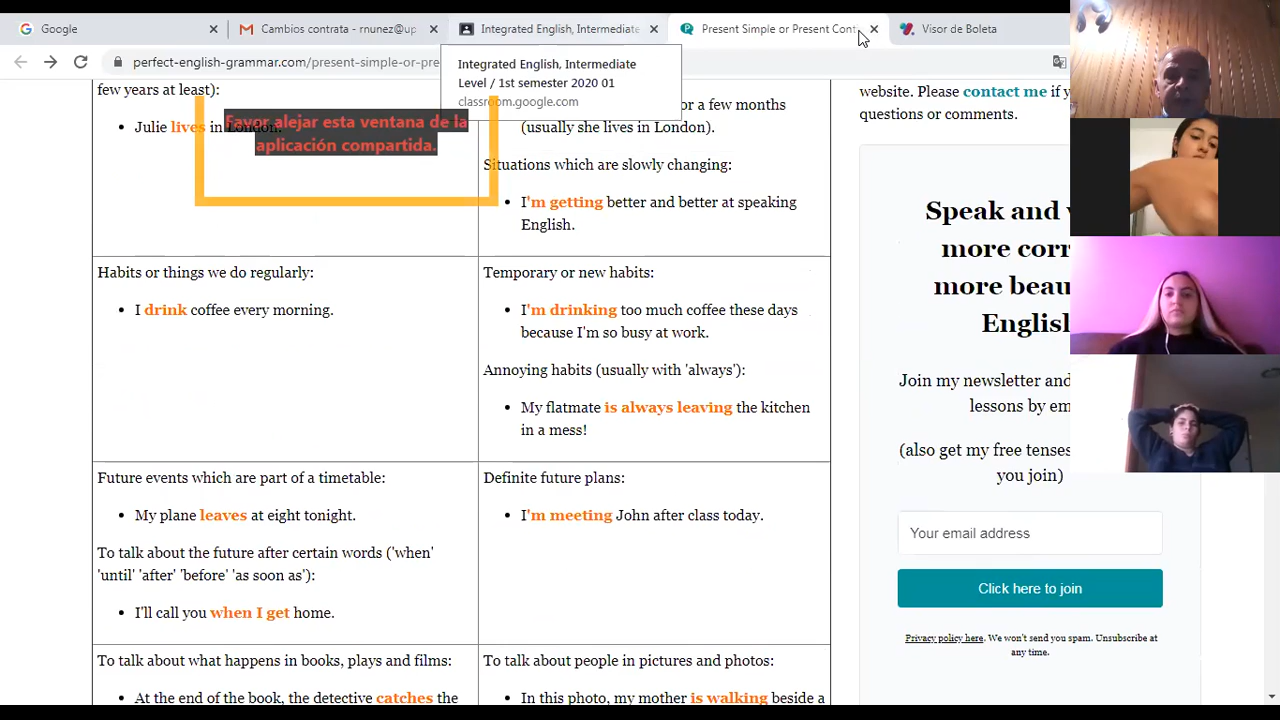 Google
Cambios contrata - rnunez@up
Integrated English, Intermediate
Present Simple or Present Cont
Visor de Boleta
perfect-english-grammar.com/present-simple-or-pre
Integrated English, Intermediate
Level / 1st semester 2020 01
classroom.google.com
few years at least):
Julie lives in London.
Favor alejar esta ventana de la
aplicación compartida.
or a few months
(usually she lives in London).
Situations which are slowly changing:
I'm getting better and better at speaking
English.
Habits or things we do regularly:
I drink coffee every morning.
Temporary or new habits:
I'm drinking too much coffee these days
because I'm so busy at work.
Annoying habits (usually with 'always'):
My flatmate is always leaving the kitchen
in a mess!
Future events which are part of a timetable:
My plane leaves at eight tonight.
To talk about the future after certain words ('when'
'until' 'after' 'before' 'as soon as'):
I'll call you when I get home.
Definite future plans:
I'm meeting John after class today.
To talk about what happens in books, plays and films:
At the end of the book, the detective catches the
To talk about people in pictures and photos:
In this photo, my mother is walking beside a
website. Please contact me if y
questions or comments.
Speak and
more corr
more beau
English
Join my newsletter and
lessons by em
(also get my free tenses
you join)
Your email address
Click here to join
Privacy policy here. We won't send you spam. Unsubscribe at
any time.